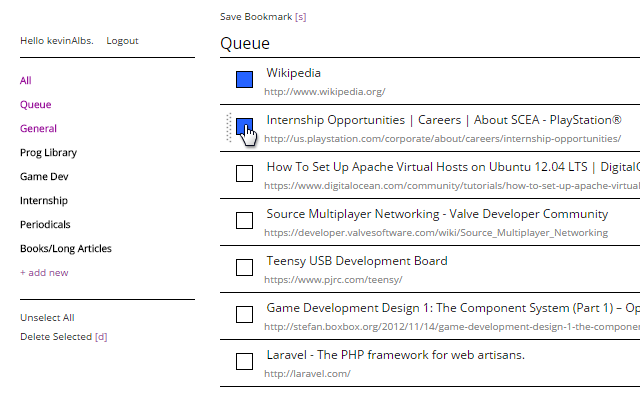 Save Bookmark [s]
Hello kevinAlbs. Logout
Queue
All
Queue
General
Prog Library
Game Dev
Internship
Periodicals
Books/Long Articles
+ add new
Unselect All
Delete Selected [d]
Wikipedia
http://www.wikipedia.org/
Internship Opportunities | Careers | About SCEA - PlayStation®
http://us.playstation.com/corporate/about/careers/internship-opportunities/
How To Set Up Apache Virtual Hosts on Ubuntu 12.04 LTS | DigitalO
https://www.digitalocean.com/community/tutorials/how-to-set-up-apache-virtual
Source Multiplayer Networking - Valve Developer Community
https://developer.valvesoftware.com/wiki/Source_Multiplayer_Networking
Teensy USB Development Board
https://www.pjrc.com/teensy/
Game Development Design 1: The Component System (Part 1) – Op
http://stefan.boxbox.org/2012/11/14/game-development-design-1-the-compone
Laravel - The PHP framework for web artisans.
http://laravel.com/